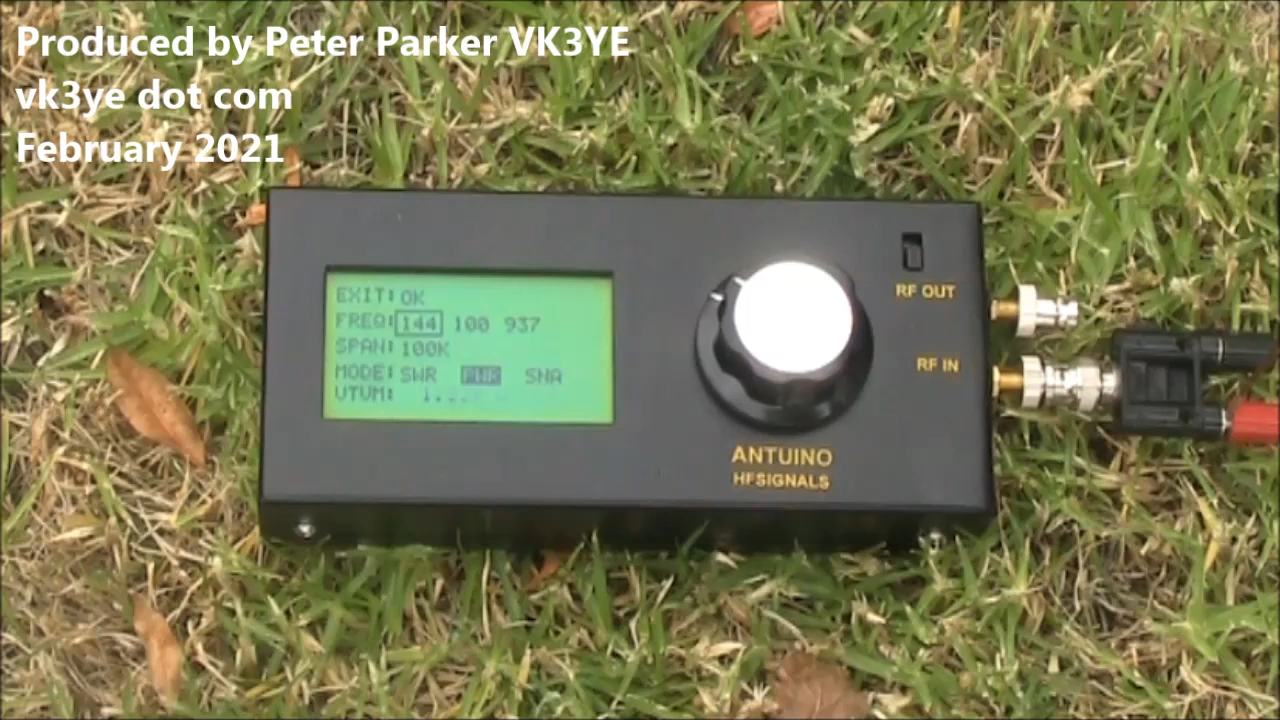 Produced by Peter Parker VK3YE
vk3ye dot com
February 2021
EXIT: OK
FREQ: 144 100 937
SPAN: 100K
MODE: SWR PWR SNA
VTVM:
RF OUT
RF IN
ANTUINO
HFSIGNALS